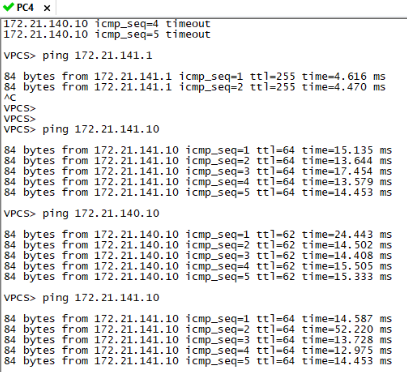 PC4
172.21.140.10 icmp_seq=4 timeout
172.21.140.10 icmp_seq=5 timeout
VPCS> ping 172.21.141.1
84 bytes from 172.21.141.1 icmp_seq=1 ttl=255 time=4.616 ms
84 bytes from 172.21.141.1 icmp_seq=2 ttl=255 time=4.470 ms
^C
VPCS>
VPCS>
VPCS> ping 172.21.141.10
84 bytes from 172.21.141.10 icmp_seq=1 ttl=64 time=15.135 ms
84 bytes from 172.21.141.10 icmp_seq=2 ttl=64 time=13.644 ms
84 bytes from 172.21.141.10 icmp_seq=3 ttl=64 time=17.454 ms
84 bytes from 172.21.141.10 icmp_seq=4 ttl=64 time=13.579 ms
84 bytes from 172.21.141.10 icmp_seq=5 ttl=64 time=14.453 ms
VPCS> ping 172.21.140.10
84 bytes from 172.21.140.10 icmp_seq=1 ttl=62 time=24.443 ms
84 bytes from 172.21.140.10 icmp_seq=2 ttl=62 time=14.502 ms
84 bytes from 172.21.140.10 icmp_seq=3 ttl=62 time=14.408 ms
84 bytes from 172.21.140.10 icmp_seq=4 ttl=62 time=15.505 ms
84 bytes from 172.21.140.10 icmp_seq=5 ttl=62 time=15.333 ms
VPCS> ping 172.21.141.10
84 bytes from 172.21.141.10 icmp_seq=1 ttl=64 time=14.587 ms
84 bytes from 172.21.141.10 icmp_seq=2 ttl=64 time=52.220 ms
84 bytes from 172.21.141.10 icmp_seq=3 ttl=64 time=13.728 ms
84 bytes from 172.21.141.10 icmp_seq=4 ttl=64 time=12.975 ms
84 bytes from 172.21.141.10 icmp_seq=5 ttl=64 time=14.453 ms